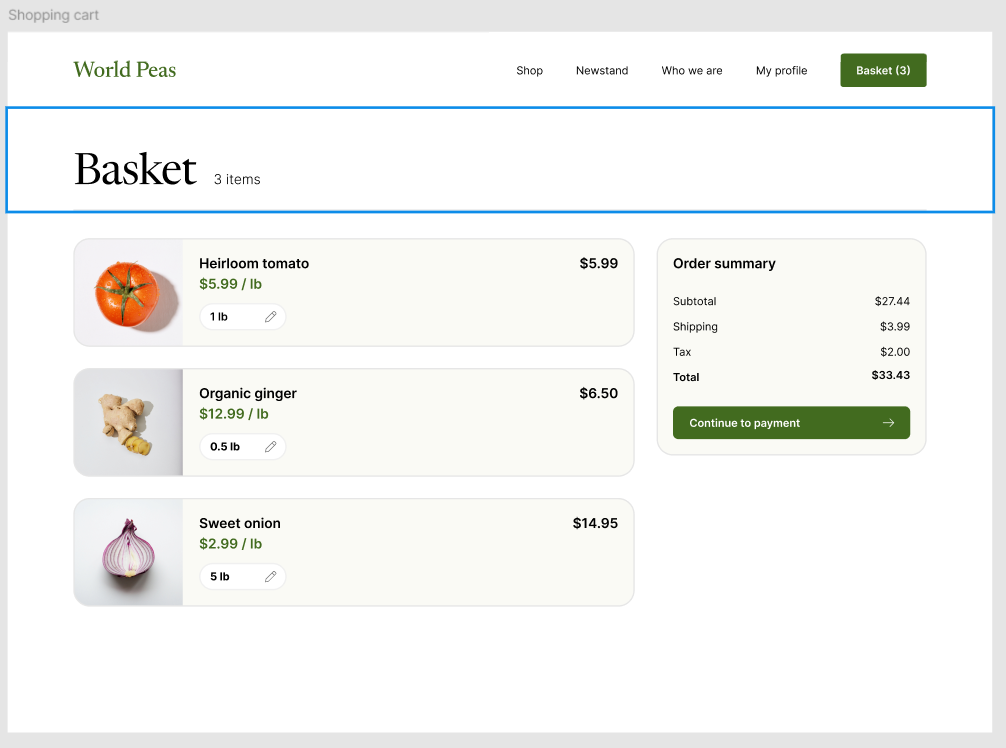 Shopping cart
World Peas
Shop Newstand Who we are My profile Basket (3)
Basket 3 items
Heirloom tomato $5.99
$5.99 / lb
1 lb
Organic ginger $6.50
$12.99 / lb
0.5 lb
Sweet onion $14.95
$2.99 / lb
5 lb
Order summary
Subtotal $27.44
Shipping $3.99
Tax $2.00
Total $33.43
Continue to payment